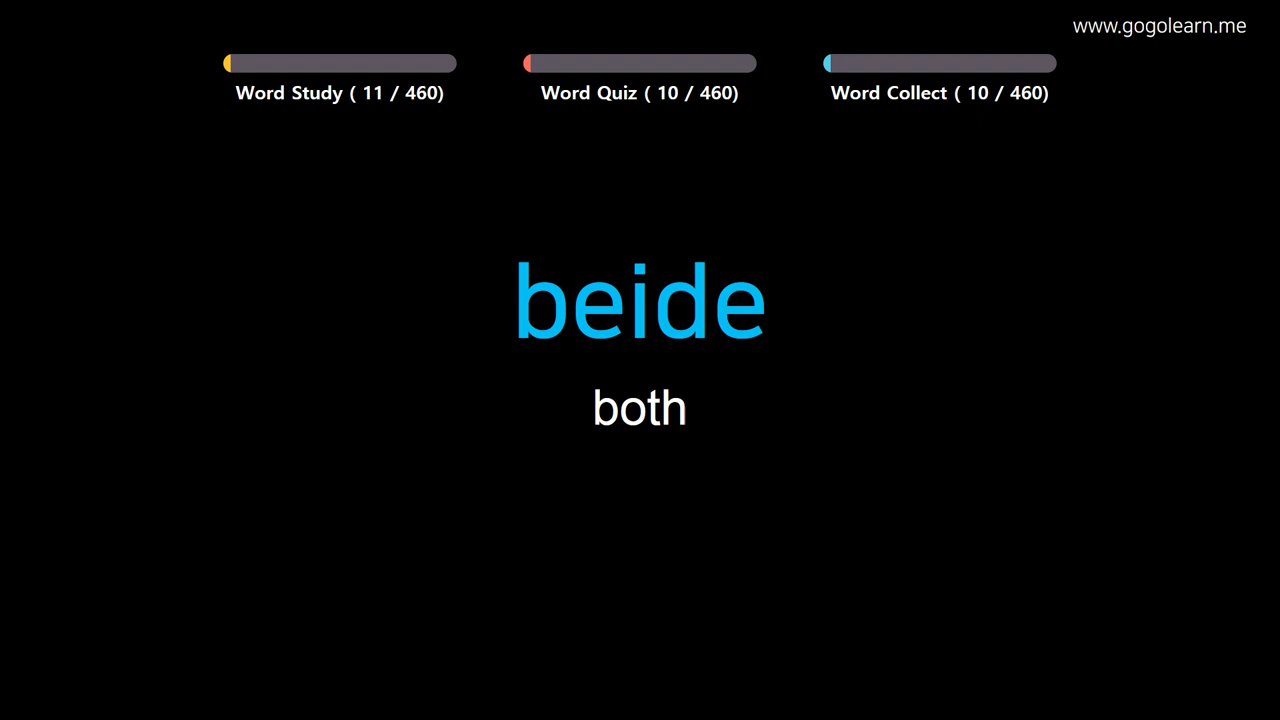 www.gogolearn.me
Word Study ( 11 / 460)
Word Quiz ( 10 / 460)
Word Collect ( 10 / 460)
beide
both